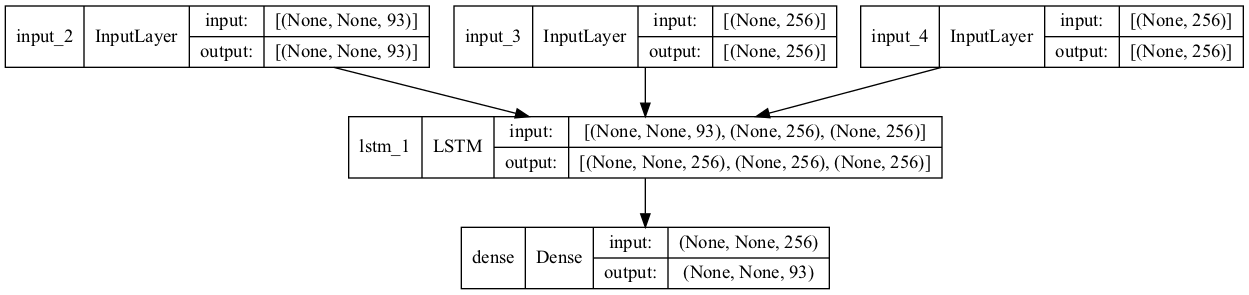 input_2 InputLayer input: [(None, None, 93)]
output: [(None, None, 93)]
input_3 InputLayer input: [(None, 256)]
output: [(None, 256)]
input_4 InputLayer input: [(None, 256)]
output: [(None, 256)]
lstm_1 LSTM input: [(None, None, 93), (None, 256), (None, 256)]
output: [(None, None, 256), (None, 256), (None, 256)]
dense Dense input: (None, None, 256)
output: (None, None, 93)